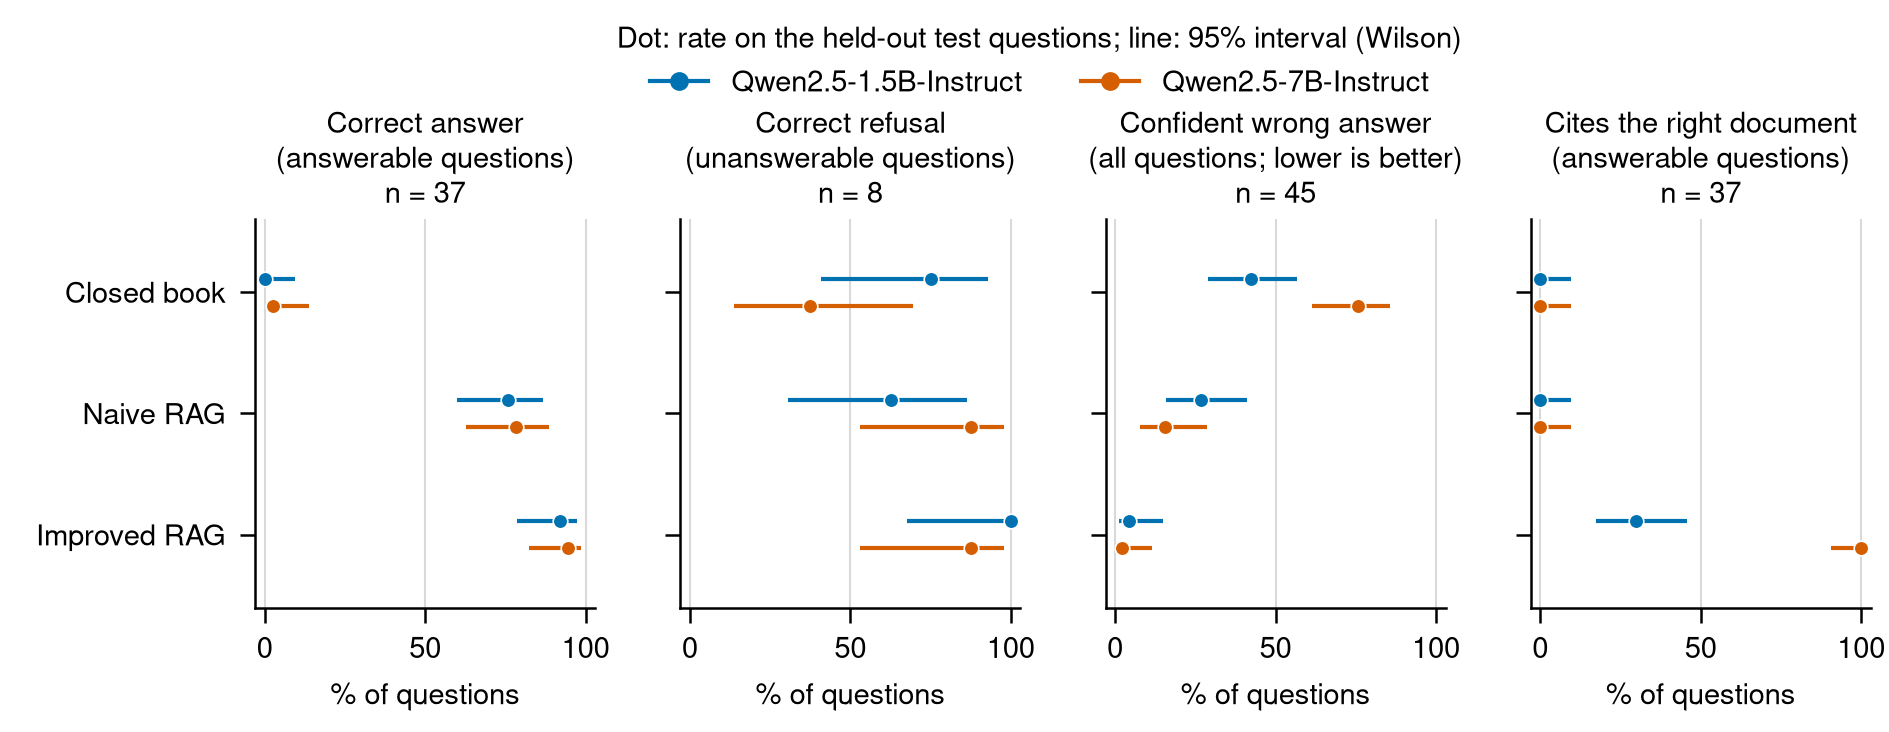 Dot: rate on the held-out test questions; line: 95% interval (Wilson)
Qwen2.5-1.5B-Instruct
Qwen2.5-7B-Instruct
Correct answer
(answerable questions)
n = 37
Correct refusal
(unanswerable questions)
n = 8
Confident wrong answer
(all questions; lower is better)
n = 45
Cites the right document
(answerable questions)
n = 37
Closed book
Naive RAG
Improved RAG
0 50 100
% of questions
0 50 100
% of questions
0 50 100
% of questions
0 50 100
% of questions